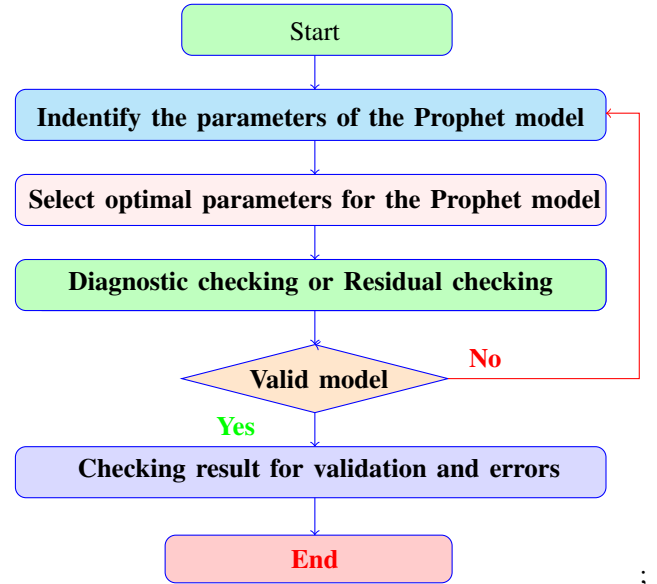 Start
Indentify the parameters of the Prophet model
Select optimal parameters for the Prophet model
Diagnostic checking or Residual checking
Valid model
No
Yes
Checking result for validation and errors
End
;